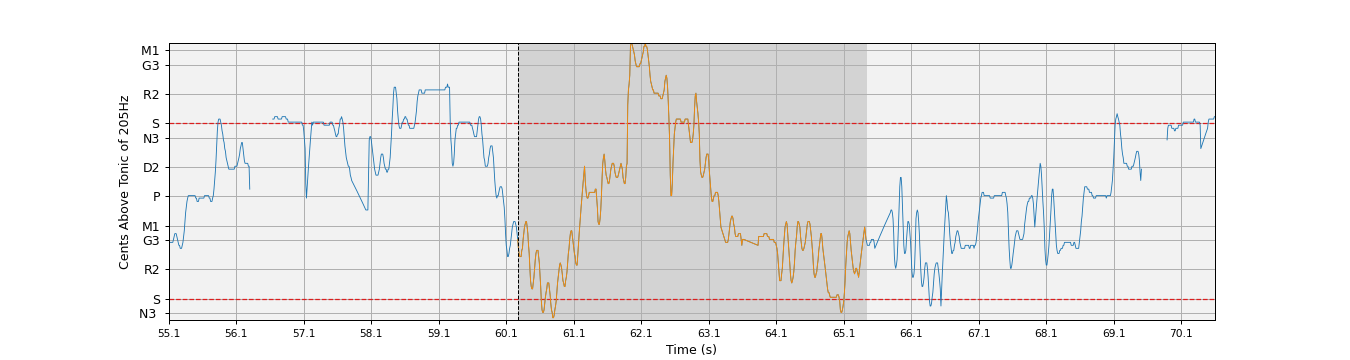 M1
G3
R2
S
N3
D2
P
M1
G3
R2
S
N3
Cents Above Tonic of 205Hz
55.1 56.1 57.1 58.1 59.1 60.1 61.1 62.1 63.1 64.1 65.1 66.1 67.1 68.1 69.1 70.1
Time (s)